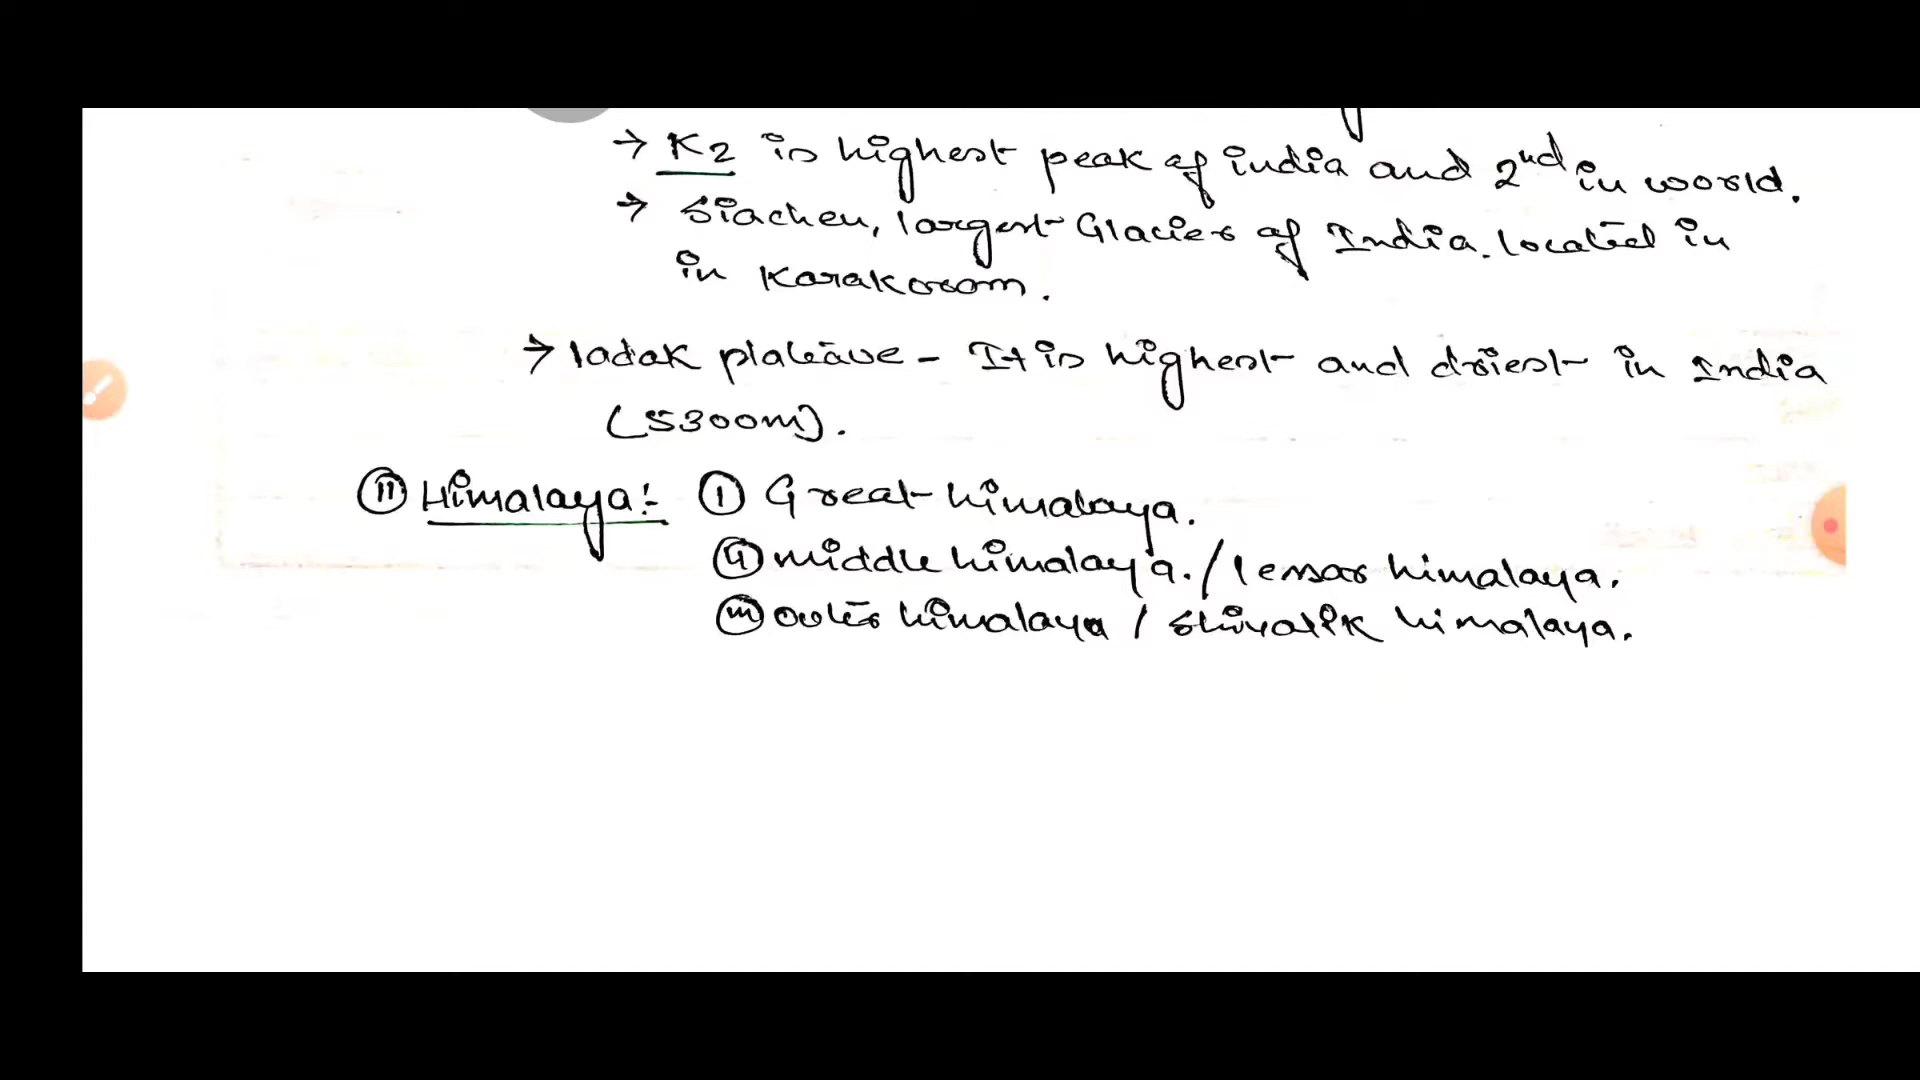 → K2 is highest peak of india and 2nd in world.
→ Siachen, largest Glacier of India. located in
in Karakoram.
→ ladak plateaue - It is highest and driest in India
(5300m).
(II) Himalaya:- (I) Great himalaya.
(II) middle himalaya. / lessar himalaya.
(III) outer himalaya / Shivalik himalaya.